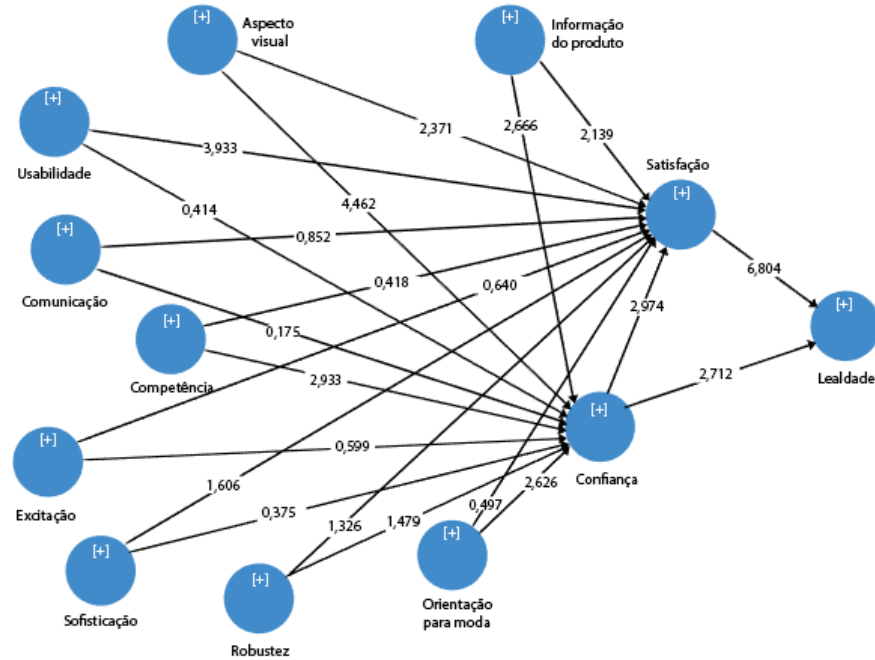 [+]
Aspecto
visual
[+]
Informação
do produto
[+]
Usabilidade
2,371
2,666
2,139
3,933
Satisfação
[+]
4,462
0,414
[+]
Comunicação
0,852
0,418
0,640
6,804
2,974
[+]
Lealdade
[+]
Competência
0,175
2,933
2,712
[+]
Confiança
[+]
Excitação
0,599
1,606
0,375
1,326
1,479
0,497
2,626
[+]
Sofisticação
[+]
Robustez
[+]
Orientação
para moda